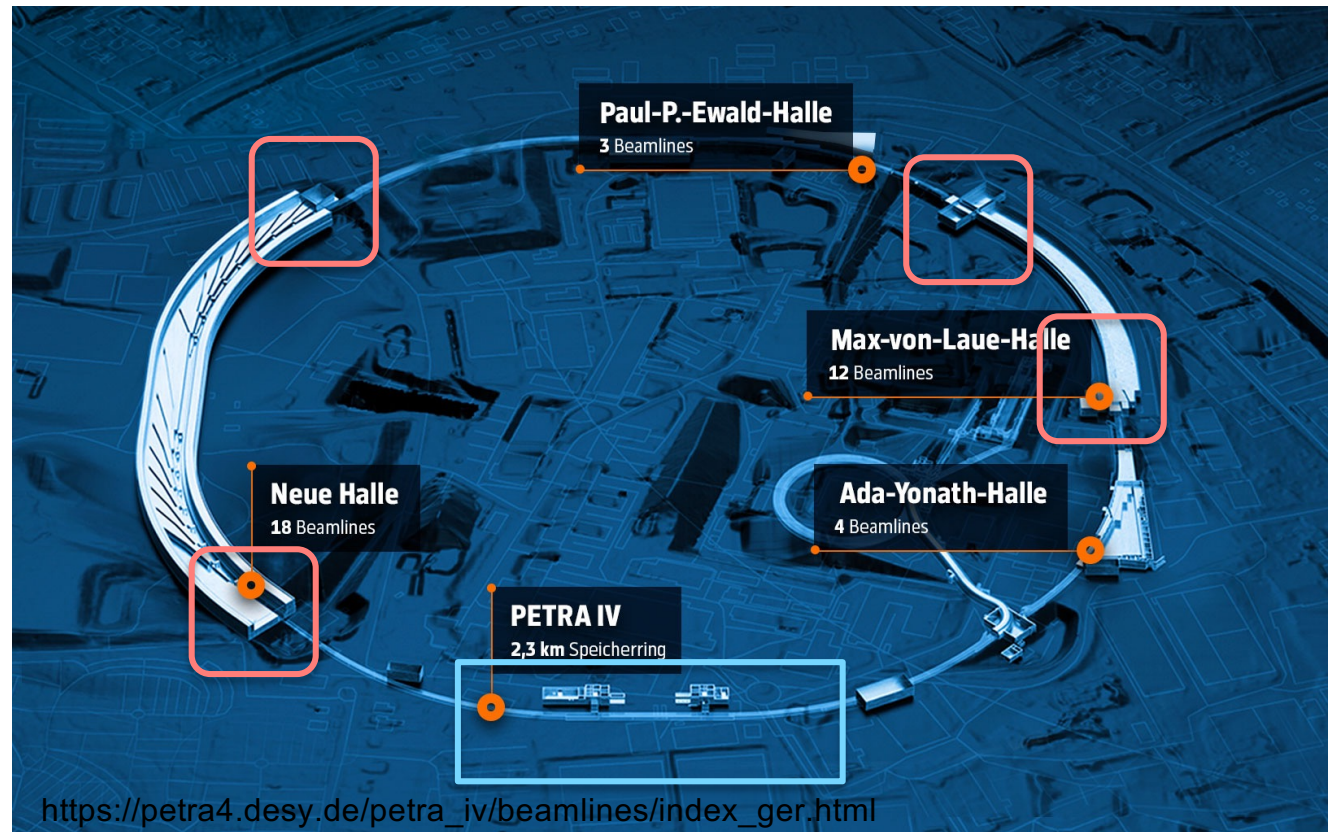 Paul-P.-Ewald-Halle
3 Beamlines
Max-von-Laue-Halle
12 Beamlines
Neue Halle
18 Beamlines
Ada-Yonath-Halle
4 Beamlines
PETRA IV
2,3 km Speicherring
https://petra4.desy.de/petra_iv/beamlines/index_ger.html